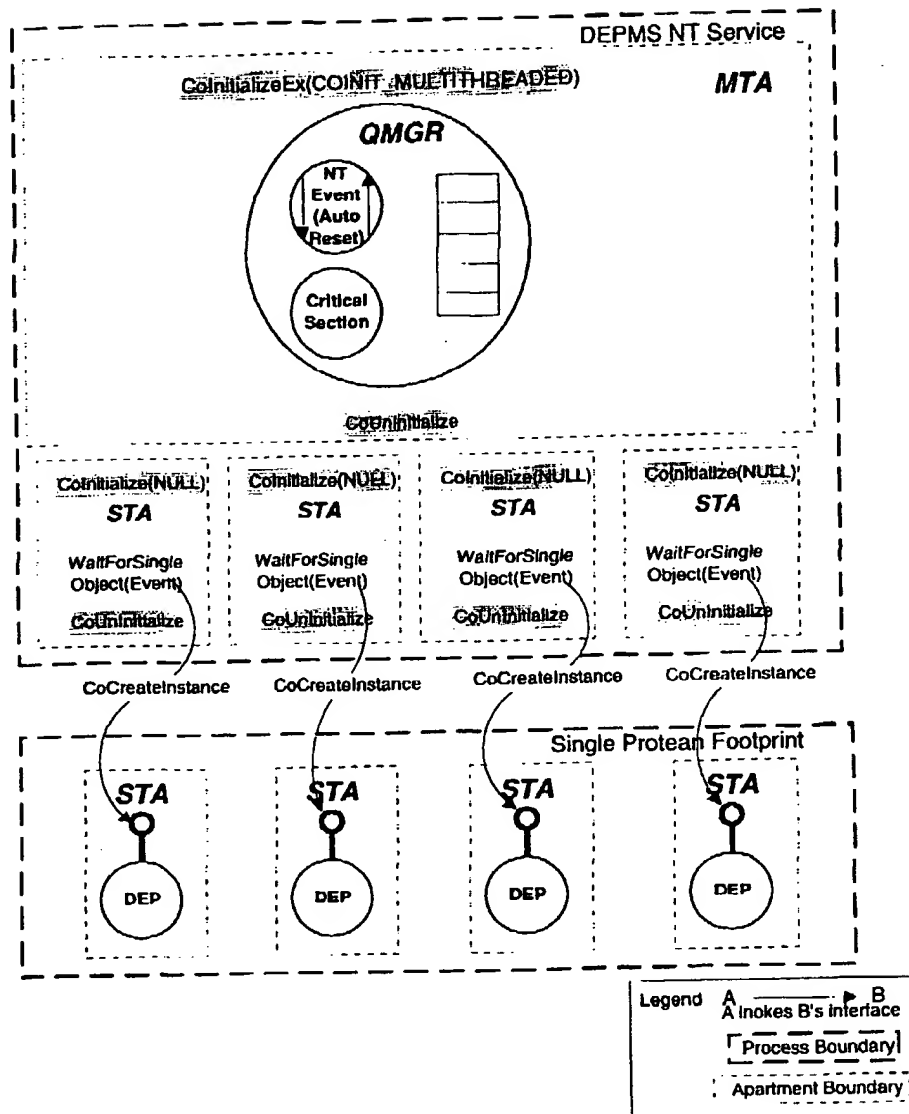 DEPMS NT Service
CoInitializeEx(COINIT_MULTITHREADED)
MTA
QMGR
NT
Event
(Auto
Reset)
Critical
Section
CoUnInitialize
CoInitialize(NULL)
STA
WaitForSingle
Object(Event)
CoUnInitialize
CoInitialize(NULL)
STA
WaitForSingle
Object(Event)
CoUnInitialize
CoInitialize(NULL)
STA
WaitForSingle
Object(Event)
CoUnInitialize
CoInitialize(NULL)
STA
WaitForSingle
Object(Event)
CoUnInitialize
CoCreateInstance
CoCreateInstance
CoCreateInstance
CoCreateInstance
Single Protean Footprint
STA
DEP
STA
DEP
STA
DEP
STA
DEP
Legend A B
A inokes B's interface
Process Boundary
Apartment Boundary